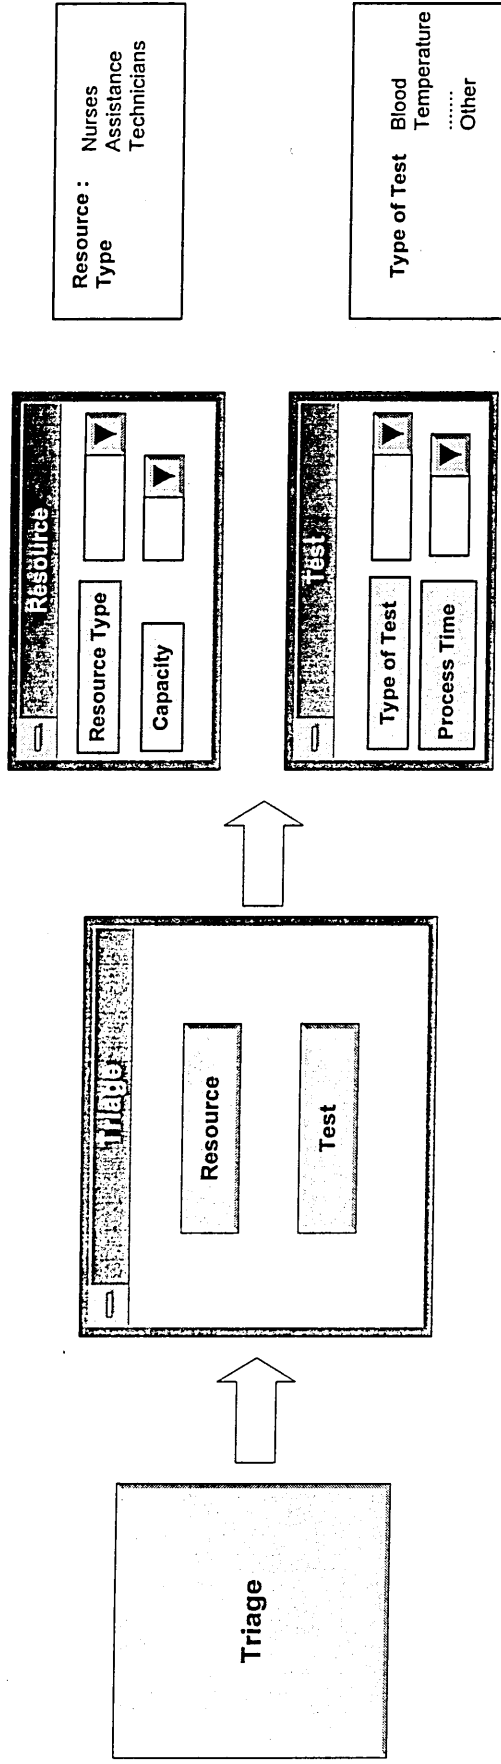 Triage
Triage
Resource
Test
Resource
Resource Type
Capacity
Test
Type of Test
Process Time
Resource :
Type
Nurses
Assistance
Technicians
Type of Test
Blood
Temperature
......
Other